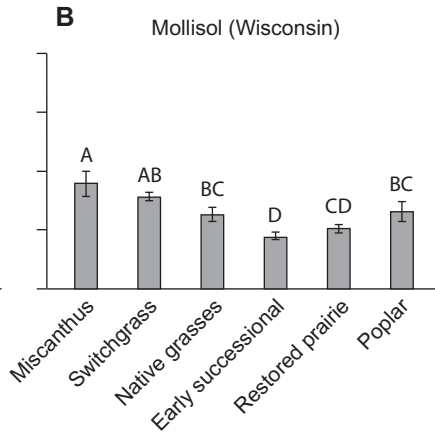 B
Mollisol (Wisconsin)
A
AB
BC
D
CD
BC
Miscanthus
Switchgrass
Native grasses
Early successional
Restored prairie
Poplar